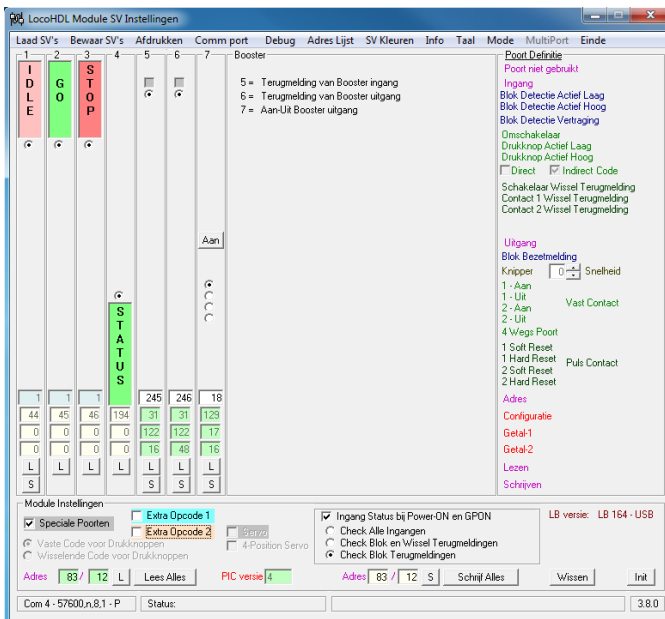 LocoHDL Module SV Instellingen
Laad SV's Bewaar SV's Afdrukken Comm port Debug Adres Lijst SV Kleuren Info Taal Mode MultiPort Einde
1 2 3 4 5 6 7 Booster
IDLE
GO
STOP
5 = Terugmelding van Booster ingang
6 = Terugmelding van Booster uitgang
7 = Aan-Uit Booster uitgang
Aan
STATUS
1 1 1 245 246 18
44 45 46 194 31 31 129
0 0 0 0 122 122 17
0 0 0 0 16 48 16
L L L L L L L
S S S
Poort Definitie
Poort niet gebruikt
Ingang
Blok Detectie Actief Laag
Blok Detectie Actief Hoog
Blok Detectie Vertraging
Omschakelaar
Drukknop Actief Laag
Drukknop Actief Hoog
Direct Indirect Code
Schakelaar Wissel Terugmelding
Contact 1 Wissel Terugmelding
Contact 2 Wissel Terugmelding
Uitgang
Blok Bezetmelding
Knipper 0 Snelheid
1 - Aan
1 - Uit
2 - Aan
2 - Uit
Vast Contact
4 Wegs Poort
1 Soft Reset
1 Hard Reset
2 Soft Reset
2 Hard Reset
Puls Contact
Adres
Configuratie
Getal-1
Getal-2
Lezen
Schrijven
Module Instellingen
Speciale Poorten
Vaste Code voor Drukknoppen
Wisselende Code voor Drukknoppen
Extra Opcode 1
Extra Opcode 2
Servo
4-Position Servo
Ingang Status bij Power-ON en GPON
Check Alle Ingangen
Check Blok en Wissel Terugmeldingen
Check Blok Terugmeldingen
LB versie: LB 164 - USB
Adres 83 / 12 L Lees Alles PIC versie 4 Adres 83 / 12 S Schrijf Alles Wissen Init
Com 4 - 57600,n,8,1 - P Status: 3.8.0